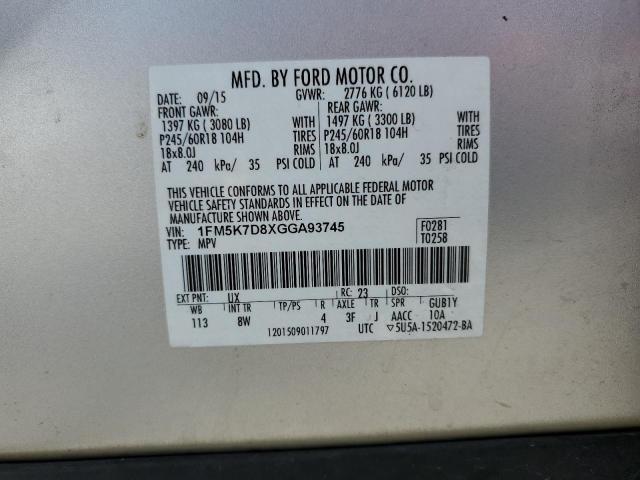 MFD. BY FORD MOTOR CO.
DATE: 09/15 GVWR: 2776 KG ( 6120 LB)
FRONT GAWR: REAR GAWR:
1397 KG ( 3080 LB) WITH 1497 KG ( 3300 LB) WITH
P245/60R18 104H TIRES P245/60R18 104H TIRES
18x8.0J RIMS 18x8.0J RIMS
AT 240 kPa/ 35 PSI COLD AT 240 kPa/ 35 PSI COLD
THIS VEHICLE CONFORMS TO ALL APPLICABLE FEDERAL MOTOR
VEHICLE SAFETY STANDARDS IN EFFECT ON THE DATE OF
MANUFACTURE SHOWN ABOVE.
VIN: 1FM5K7D8XGGA93745 F0281
TYPE: MPV T0258
EXT PNT: UX RC: 23 DSO:
WB INT TR TP/PS R AXLE TR SPR GUB1Y
113 8W 4 3F J AACC 10A
1201509011797 UTC ▽5U5A-1520472-BA